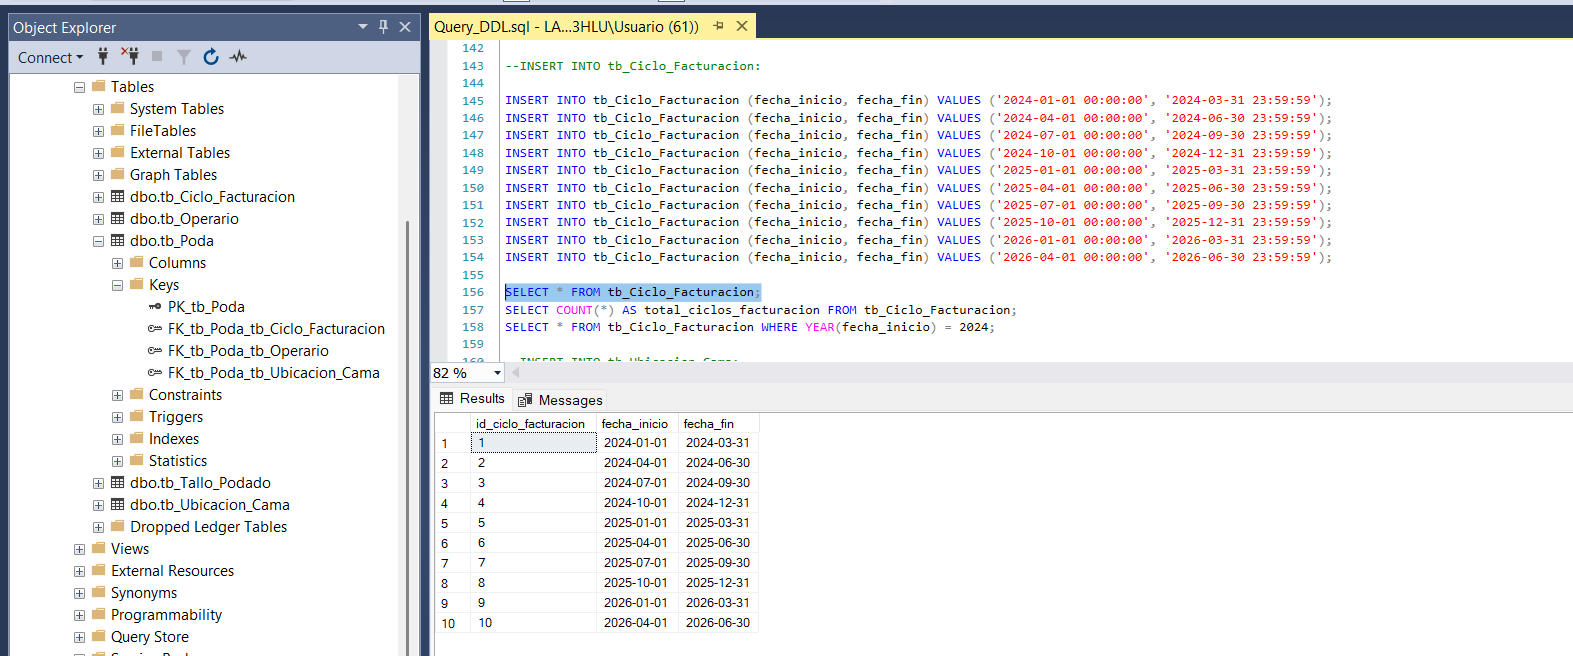 Object Explorer
Connect
Tables
System Tables
FileTables
External Tables
Graph Tables
dbo.tb_Ciclo_Facturacion
dbo.tb_Operario
dbo.tb_Poda
Columns
Keys
PK_tb_Poda
FK_tb_Poda_tb_Ciclo_Facturacion
FK_tb_Poda_tb_Operario
FK_tb_Poda_tb_Ubicacion_Cama
Constraints
Triggers
Indexes
Statistics
dbo.tb_Tallo_Podado
dbo.tb_Ubicacion_Cama
Dropped Ledger Tables
Views
External Resources
Synonyms
Programmability
Query Store
Query_DDL.sql - LA...3HLU\Usuario (61))
142
143 --INSERT INTO tb_Ciclo_Facturacion:
144
145 INSERT INTO tb_Ciclo_Facturacion (fecha_inicio, fecha_fin) VALUES ('2024-01-01 00:00:00', '2024-03-31 23:59:59');
146 INSERT INTO tb_Ciclo_Facturacion (fecha_inicio, fecha_fin) VALUES ('2024-04-01 00:00:00', '2024-06-30 23:59:59');
147 INSERT INTO tb_Ciclo_Facturacion (fecha_inicio, fecha_fin) VALUES ('2024-07-01 00:00:00', '2024-09-30 23:59:59');
148 INSERT INTO tb_Ciclo_Facturacion (fecha_inicio, fecha_fin) VALUES ('2024-10-01 00:00:00', '2024-12-31 23:59:59');
149 INSERT INTO tb_Ciclo_Facturacion (fecha_inicio, fecha_fin) VALUES ('2025-01-01 00:00:00', '2025-03-31 23:59:59');
150 INSERT INTO tb_Ciclo_Facturacion (fecha_inicio, fecha_fin) VALUES ('2025-04-01 00:00:00', '2025-06-30 23:59:59');
151 INSERT INTO tb_Ciclo_Facturacion (fecha_inicio, fecha_fin) VALUES ('2025-07-01 00:00:00', '2025-09-30 23:59:59');
152 INSERT INTO tb_Ciclo_Facturacion (fecha_inicio, fecha_fin) VALUES ('2025-10-01 00:00:00', '2025-12-31 23:59:59');
153 INSERT INTO tb_Ciclo_Facturacion (fecha_inicio, fecha_fin) VALUES ('2026-01-01 00:00:00', '2026-03-31 23:59:59');
154 INSERT INTO tb_Ciclo_Facturacion (fecha_inicio, fecha_fin) VALUES ('2026-04-01 00:00:00', '2026-06-30 23:59:59');
155
156 SELECT * FROM tb_Ciclo_Facturacion;
157 SELECT COUNT(*) AS total_ciclos_facturacion FROM tb_Ciclo_Facturacion;
158 SELECT * FROM tb_Ciclo_Facturacion WHERE YEAR(fecha_inicio) = 2024;
159
82 %
Results Messages
id_ciclo_facturacion fecha_inicio fecha_fin
1 1 2024-01-01 2024-03-31
2 2 2024-04-01 2024-06-30
3 3 2024-07-01 2024-09-30
4 4 2024-10-01 2024-12-31
5 5 2025-01-01 2025-03-31
6 6 2025-04-01 2025-06-30
7 7 2025-07-01 2025-09-30
8 8 2025-10-01 2025-12-31
9 9 2026-01-01 2026-03-31
10 10 2026-04-01 2026-06-30